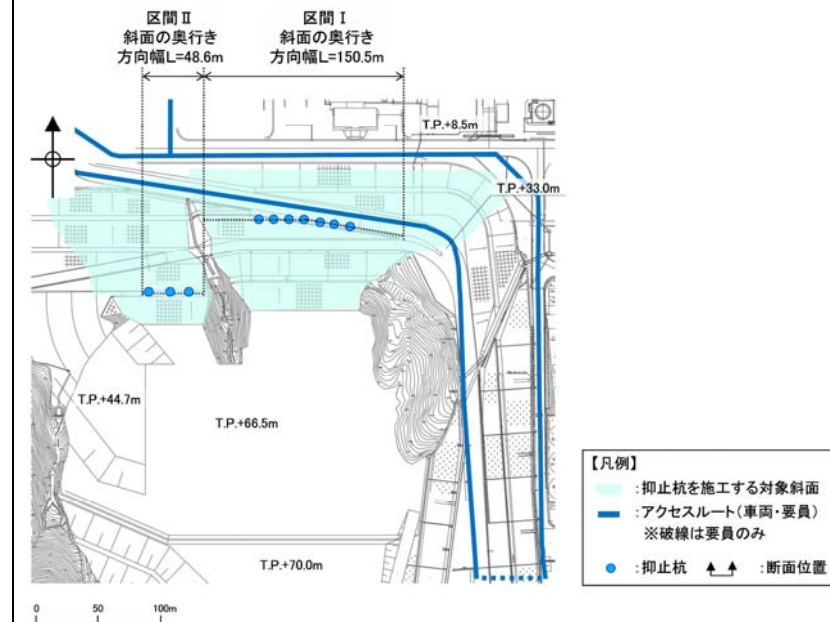 区間Ⅱ
斜面の奥行き
方向幅L=48.6m
区間Ⅰ
斜面の奥行き
方向幅L=150.5m
T.P.+8.5m
T.P.+33.0m
T.P.+44.7m
T.P.+66.5m
T.P.+70.0m
【凡例】
:抑止杭を施工する対象斜面
:アクセスルート(車両・要員)
※破線は要員のみ
:抑止杭
:断面位置
0 50 100m